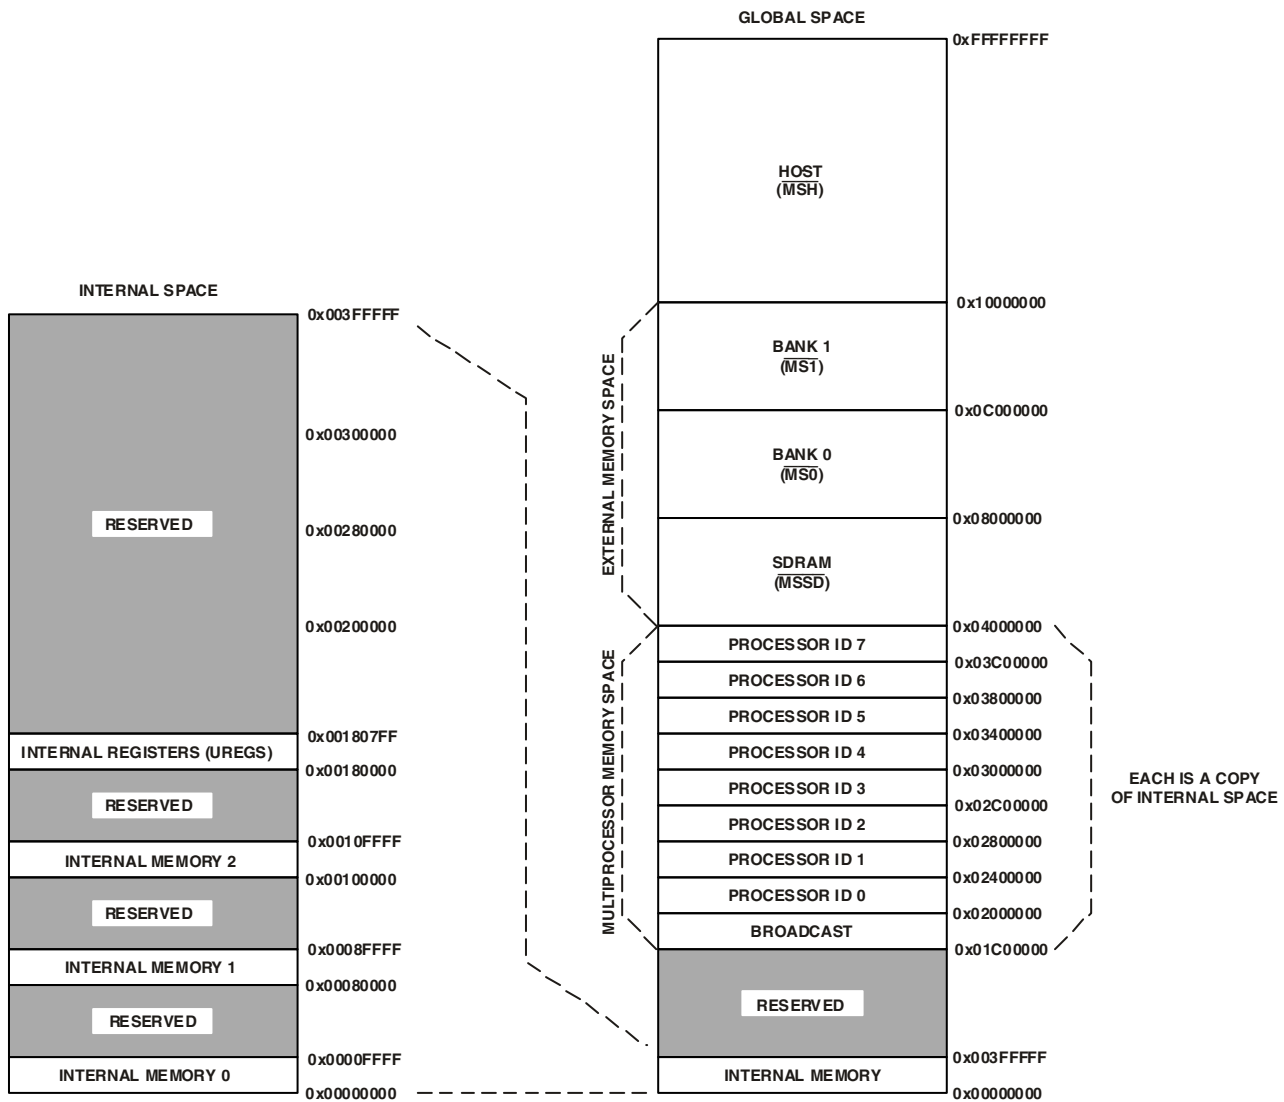 GLOBAL SPACE
0xFFFFFFFF
HOST
(MSH)
INTERNAL SPACE
0x003FFFFF
0x00300000
RESERVED
0x00280000
0x00200000
0x001807FF
INTERNAL REGISTERS (UREGS)
0x00180000
RESERVED
0x0010FFFF
INTERNAL MEMORY 2
0x00100000
RESERVED
0x0008FFFF
INTERNAL MEMORY 1
0x00080000
RESERVED
0x0000FFFF
INTERNAL MEMORY 0
0x00000000
EXTERNAL MEMORY SPACE
MULTIPROCESSOR MEMORY SPACE
0x10000000
BANK 1
(MS1)
0x0C000000
BANK 0
(MS0)
0x08000000
SDRAM
(MSSD)
0x04000000
PROCESSOR ID 7
0x03C00000
PROCESSOR ID 6
0x03800000
PROCESSOR ID 5
0x03400000
PROCESSOR ID 4
0x03000000
PROCESSOR ID 3
0x02C00000
PROCESSOR ID 2
0x02800000
PROCESSOR ID 1
0x02400000
PROCESSOR ID 0
0x02000000
BROADCAST
0x01C00000
RESERVED
0x003FFFFF
INTERNAL MEMORY
0x00000000
EACH IS A COPY
OF INTERNAL SPACE